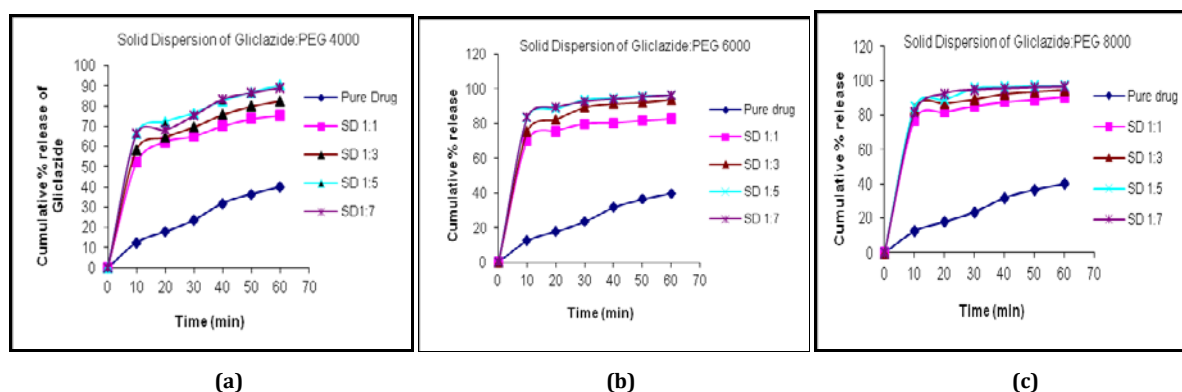 Solid Dispersion of Gliclazide:PEG 4000
Cumulative % release of
Gliclazide
100
90
80
70
60
50
40
30
20
10
0
0 10 20 30 40 50 60 70
Time (min)
Pure Drug
SD 1:1
SD 1:3
SD 1:5
SD1:7
(a)
Solid Dispersion of Gliclazide:PEG 6000
Cumulative % release
120
100
80
60
40
20
0
0 10 20 30 40 50 60 70
Time (min)
Pure drug
SD 1:1
SD 1:3
SD 1:5
SD 1:7
(b)
Solid Dispersion of Gliclazide:PEG 8000
Cumulative % release
120
100
80
60
40
20
0
0 10 20 30 40 50 60 70
Time (min)
Pure drug
SD 1:1
SD 1:3
SD 1:5
SD 1:7
(c)